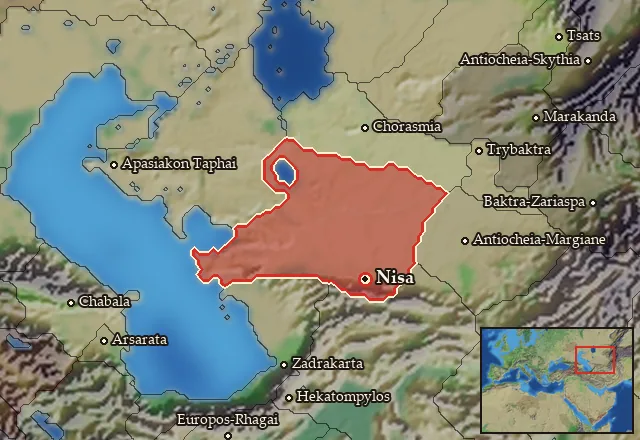 Tsats
Antiocheia-Skythia
Marakanda
Chorasmia
Trybaktra
Apasiakon Taphai
Baktra-Zariaspa
Antiocheia-Margiane
Nisa
Chabala
Arsarata
Zadrakarta
Hekatompylos
Europos-Rhagai